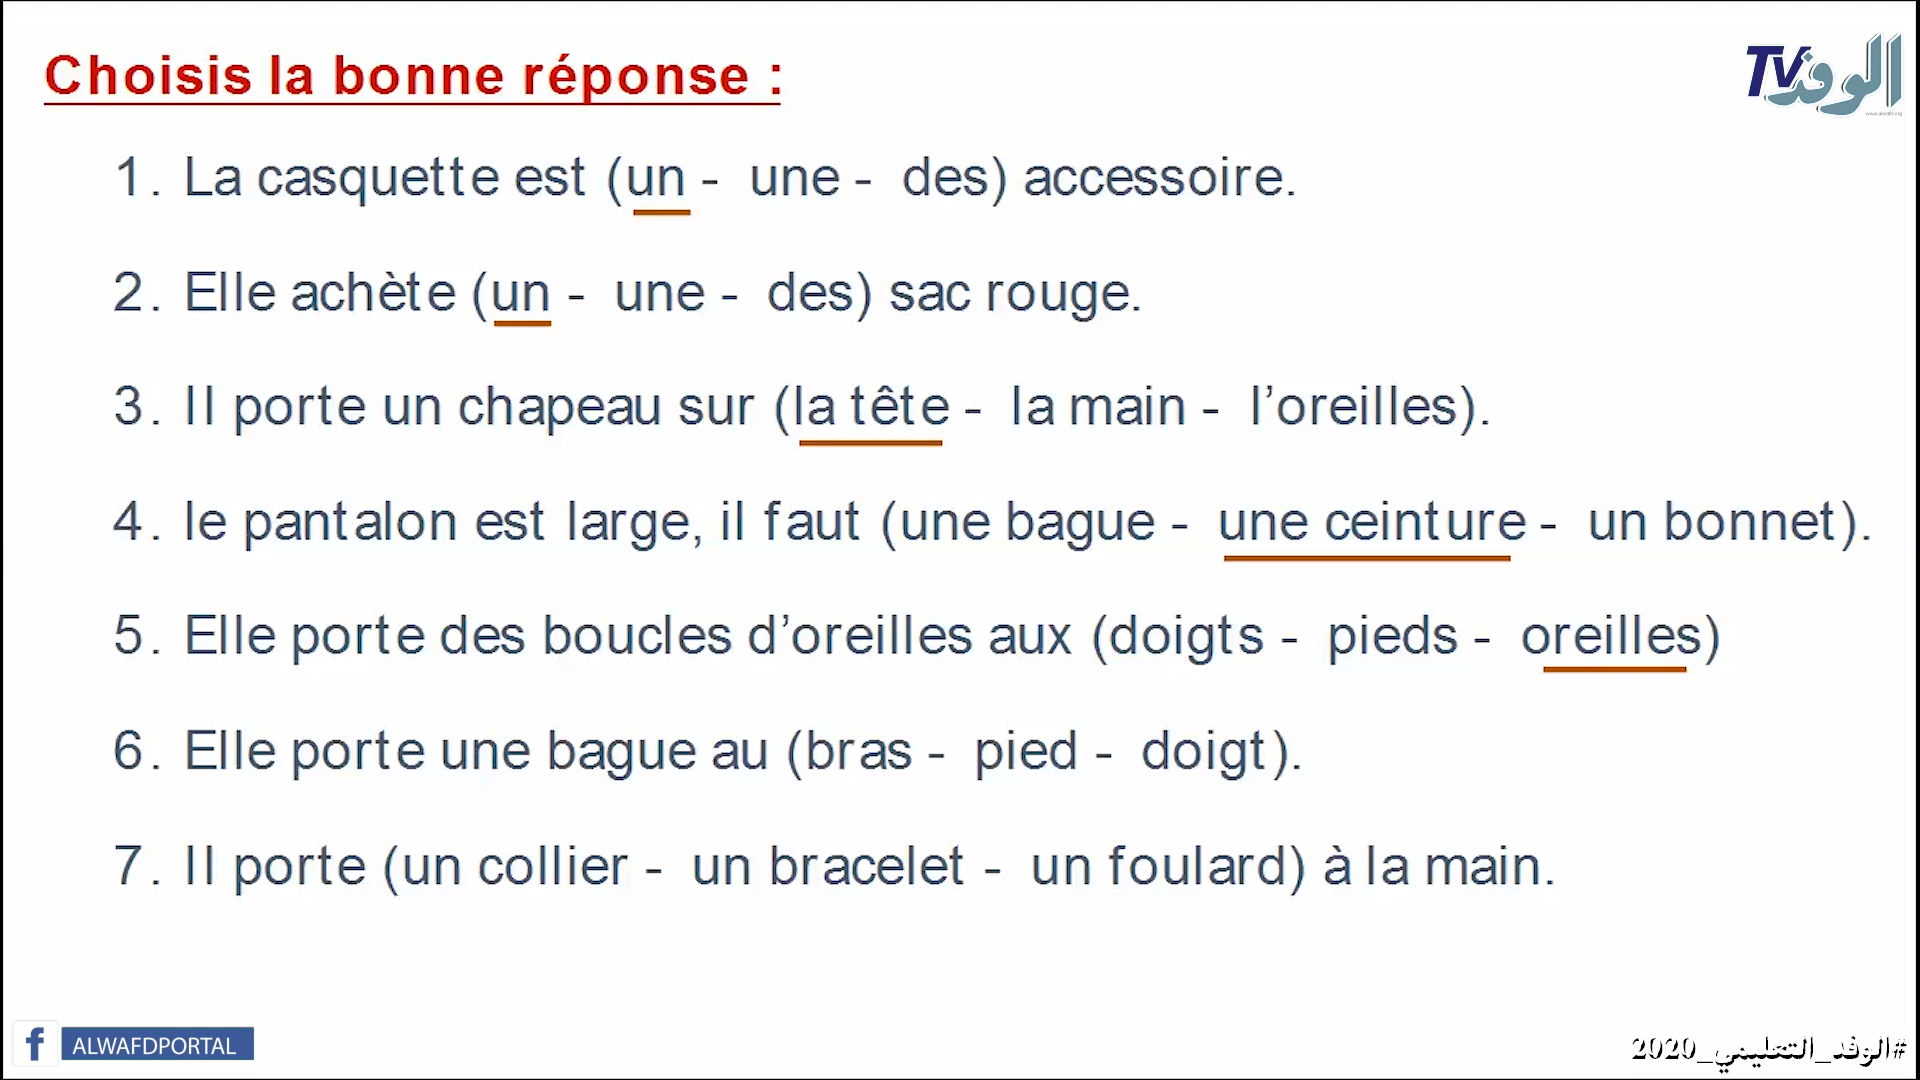 Choisis la bonne réponse :
TV الوفد
www.alwafd.org
1. La casquette est (un - une - des) accessoire.
2. Elle achète (un - une - des) sac rouge.
3. Il porte un chapeau sur (la tête - la main - l’oreilles).
4. le pantalon est large, il faut (une bague - une ceinture - un bonnet).
5. Elle porte des boucles d’oreilles aux (doigts - pieds - oreilles)
6. Elle porte une bague au (bras - pied - doigt).
7. Il porte (un collier - un bracelet - un foulard) à la main.
f ALWAFDPORTAL
#الوفد_التعليمي_2020